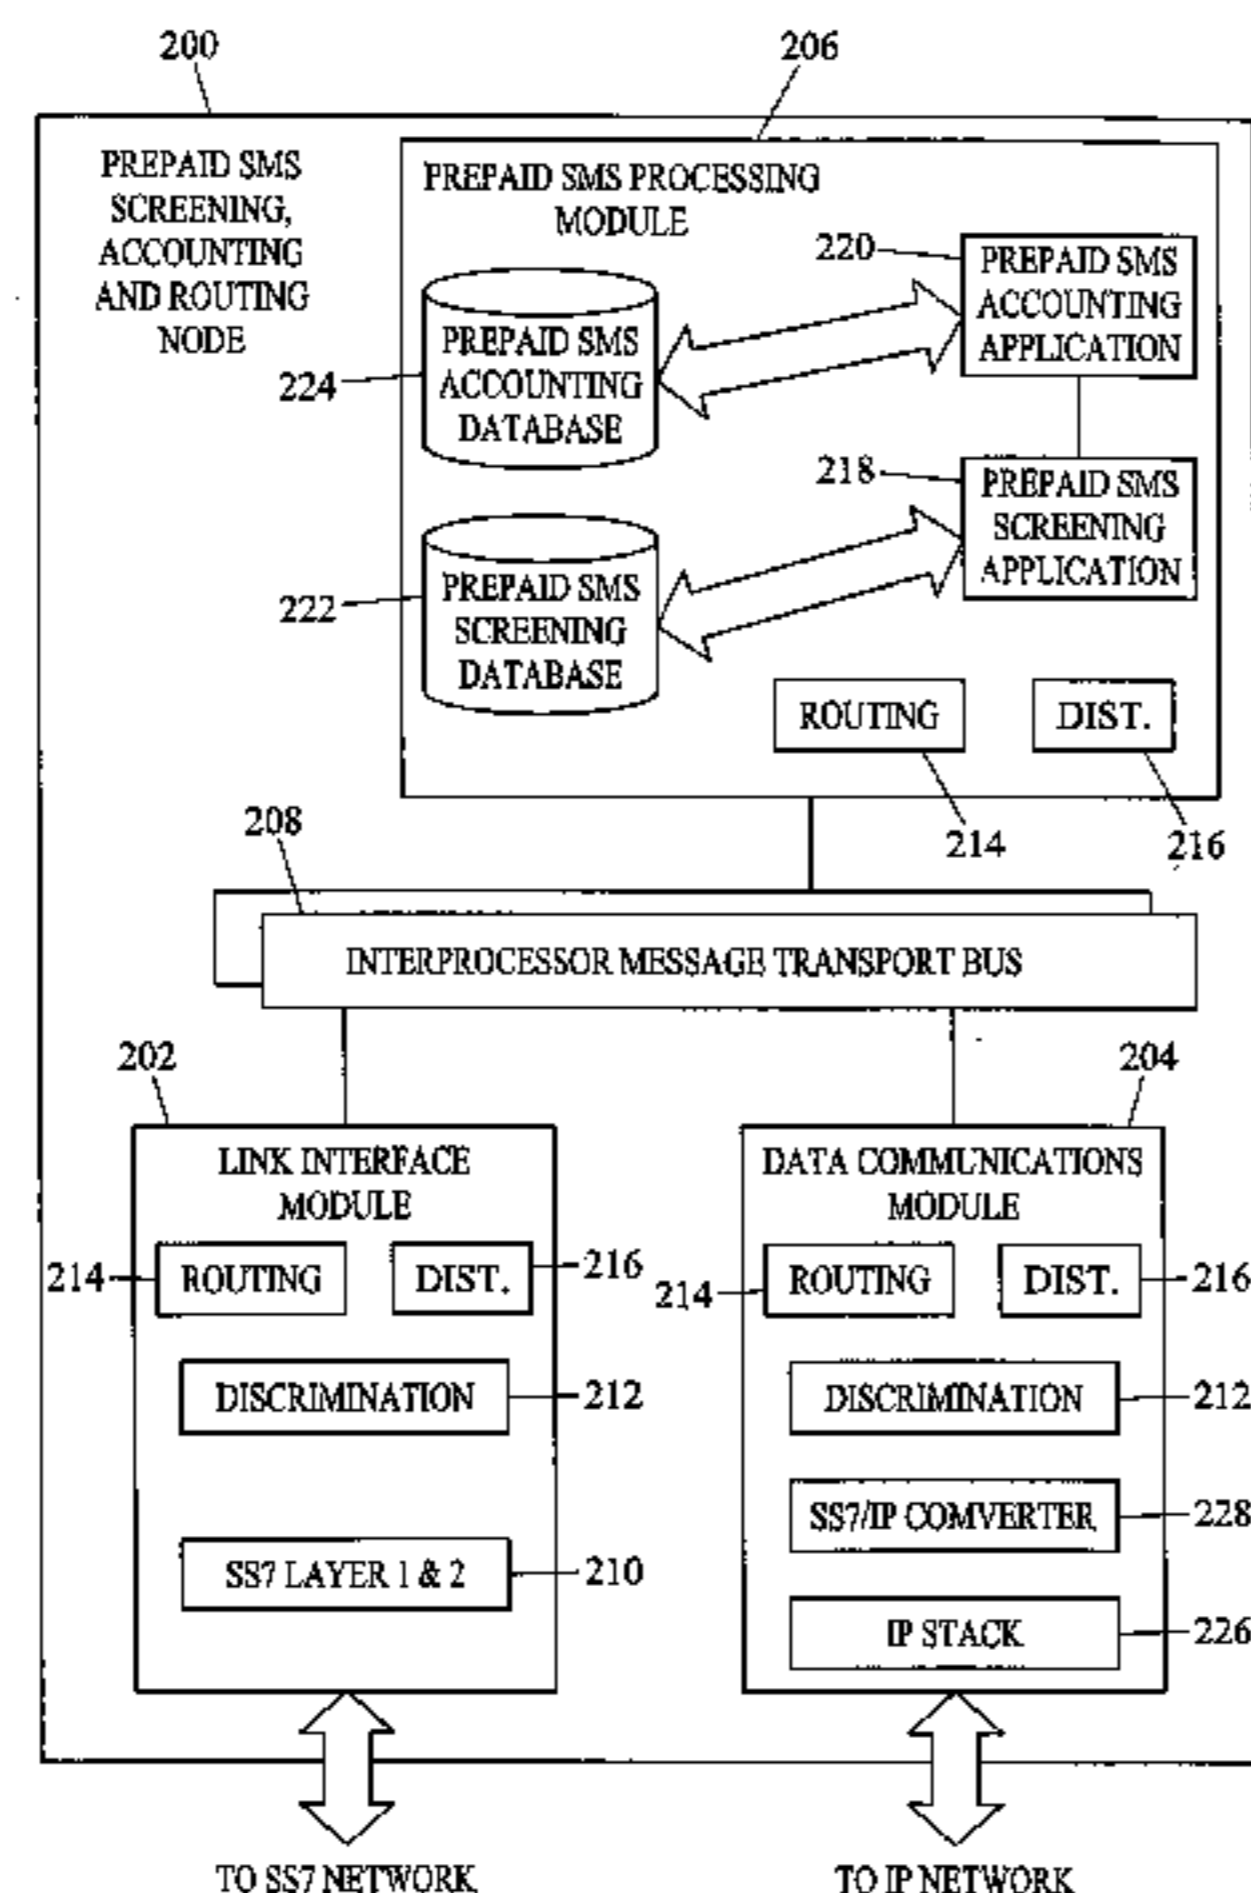 200
206
PREPAID SMS
SCREENING,
ACCOUNTING
AND ROUTING
NODE
PREPAID SMS PROCESSING
MODULE
220
PREPAID SMS
ACCOUNTING
APPLICATION
PREPAID SMS
ACCOUNTING
DATABASE
224
218
PREPAID SMS
SCREENING
APPLICATION
PREPAID SMS
SCREENING
DATABASE
222
ROUTING
DIST.
214
216
208
INTERPROCESSOR MESSAGE TRANSPORT BUS
202
204
LINK INTERFACE
MODULE
214
ROUTING
DIST.
216
DISCRIMINATION
212
SS7 LAYER 1 & 2
210
DATA COMMUNICATIONS
MODULE
214
ROUTING
DIST.
216
DISCRIMINATION
212
SS7/IP COMVERTER
228
IP STACK
226
TO SS7 NETWORK
TO IP NETWORK